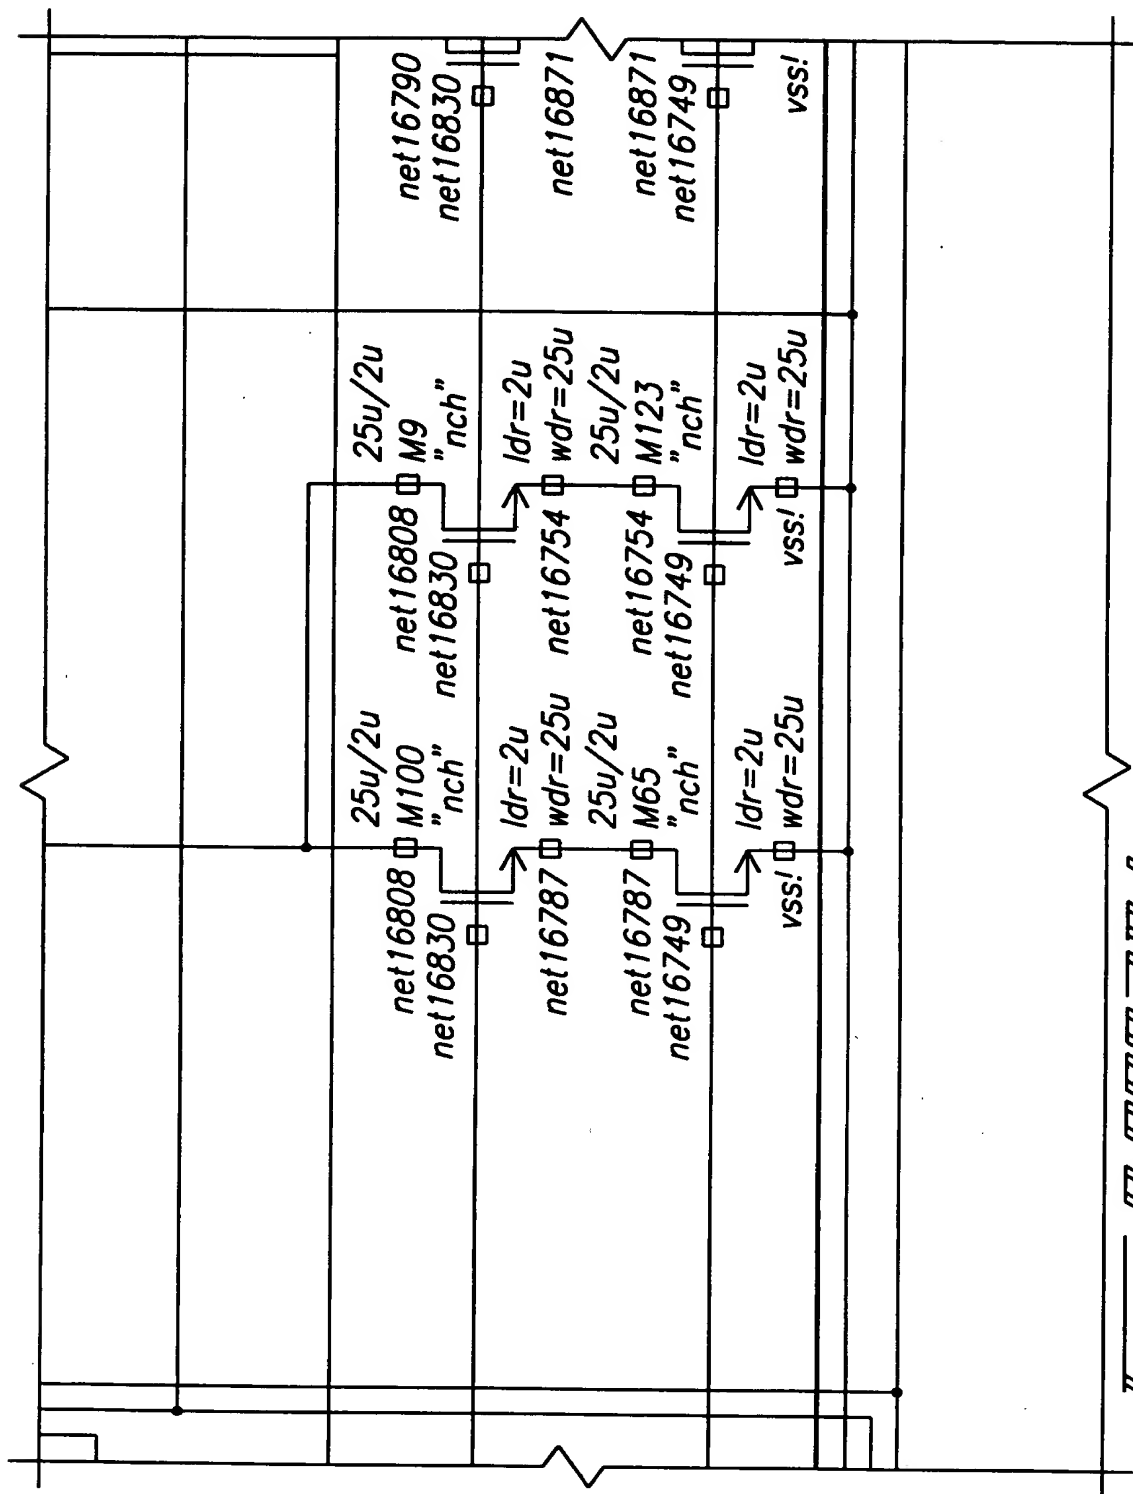 net16790
net16830
net16871
net16871
net16749
vss!
25u/2u
M9
"nch"
net16808
net16830
ldr=2u
wdr=25u
net16754
25u/2u
M123
"nch"
net16754
net16749
ldr=2u
wdr=25u
vss!
25u/2u
M100
"nch"
net16808
net16830
ldr=2u
wdr=25u
net16787
25u/2u
M65
"nch"
net16787
net16749
ldr=2u
wdr=25u
vss!